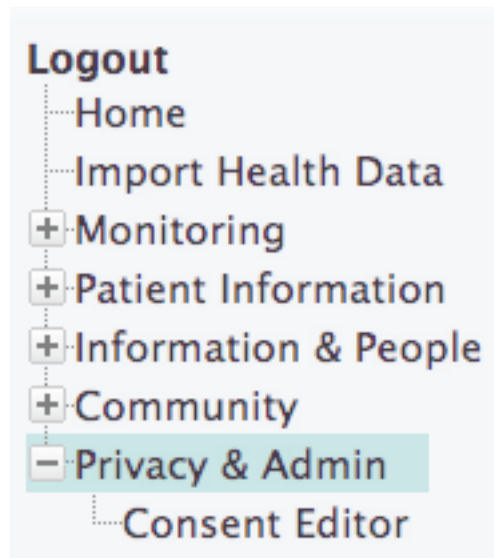 Logout
Home
Import Health Data
Monitoring
Patient Information
Information & People
Community
Privacy & Admin
Consent Editor